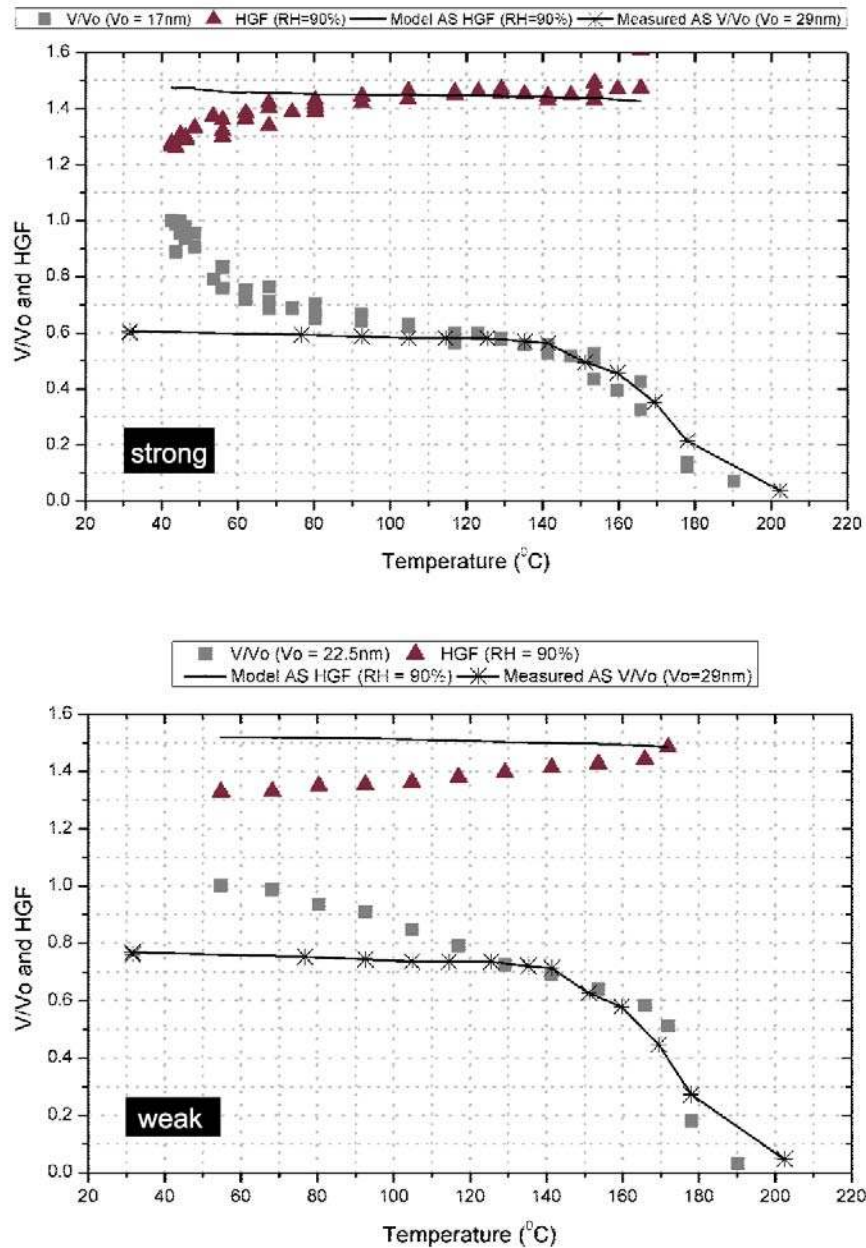 V/Vo (Vo = 17nm) HGF (RH=90%) Model AS HGF (RH=90%) Measured AS V/Vo (Vo = 29nm)
1.6
1.4
1.2
1.0
0.8
0.6
0.4
0.2
0.0
V/Vo and HGF
strong
20 40 60 80 100 120 140 160 180 200 220
Temperature (⁰C)
V/Vo (Vo = 22.5nm) HGF (RH = 90%)
Model AS HGF (RH = 90%) Measured AS V/Vo (Vo=29nm)
1.6
1.4
1.2
1.0
0.8
0.6
0.4
0.2
0.0
V/Vo and HGF
weak
20 40 60 80 100 120 140 160 180 200 220
Temperature (⁰C)